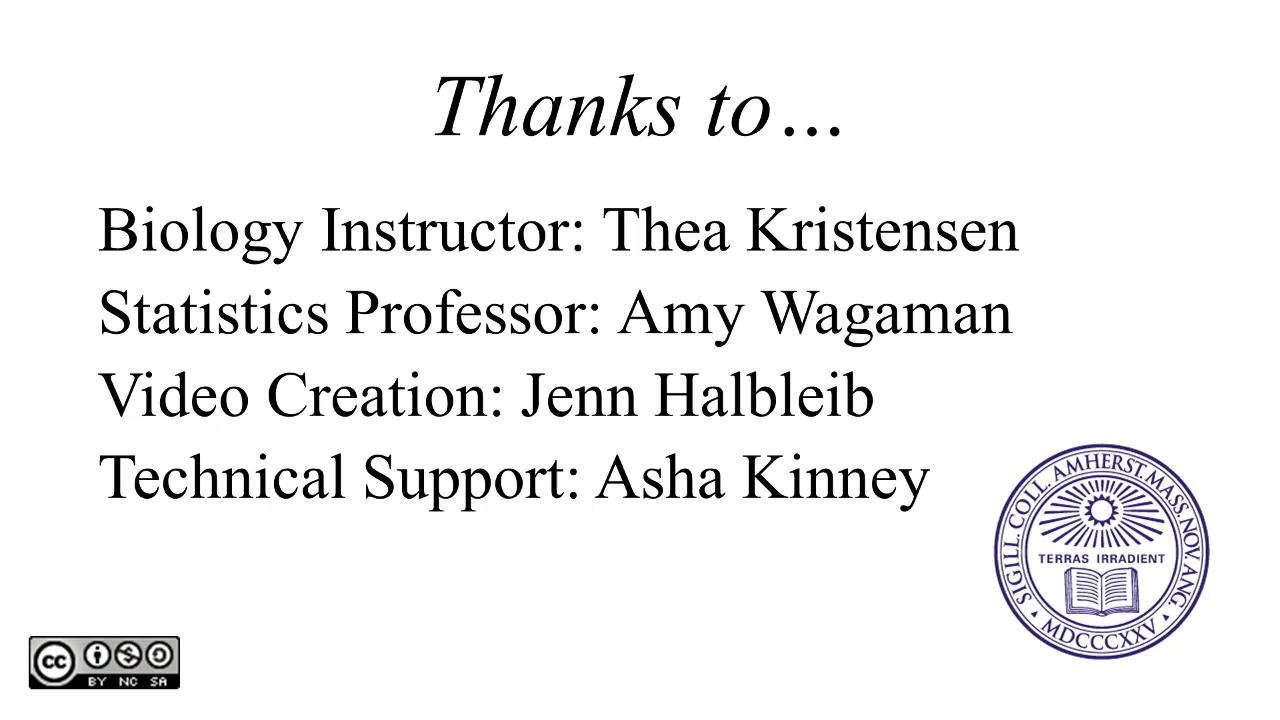 Thanks to…
Biology Instructor: Thea Kristensen
Statistics Professor: Amy Wagaman
Video Creation: Jenn Halbleib
Technical Support: Asha Kinney
SIGILL. COLL. AMHERST. MASS. NOV. ANG.
TERRAS IRRADIENT
MDCCCXXV
cc
BY NC SA